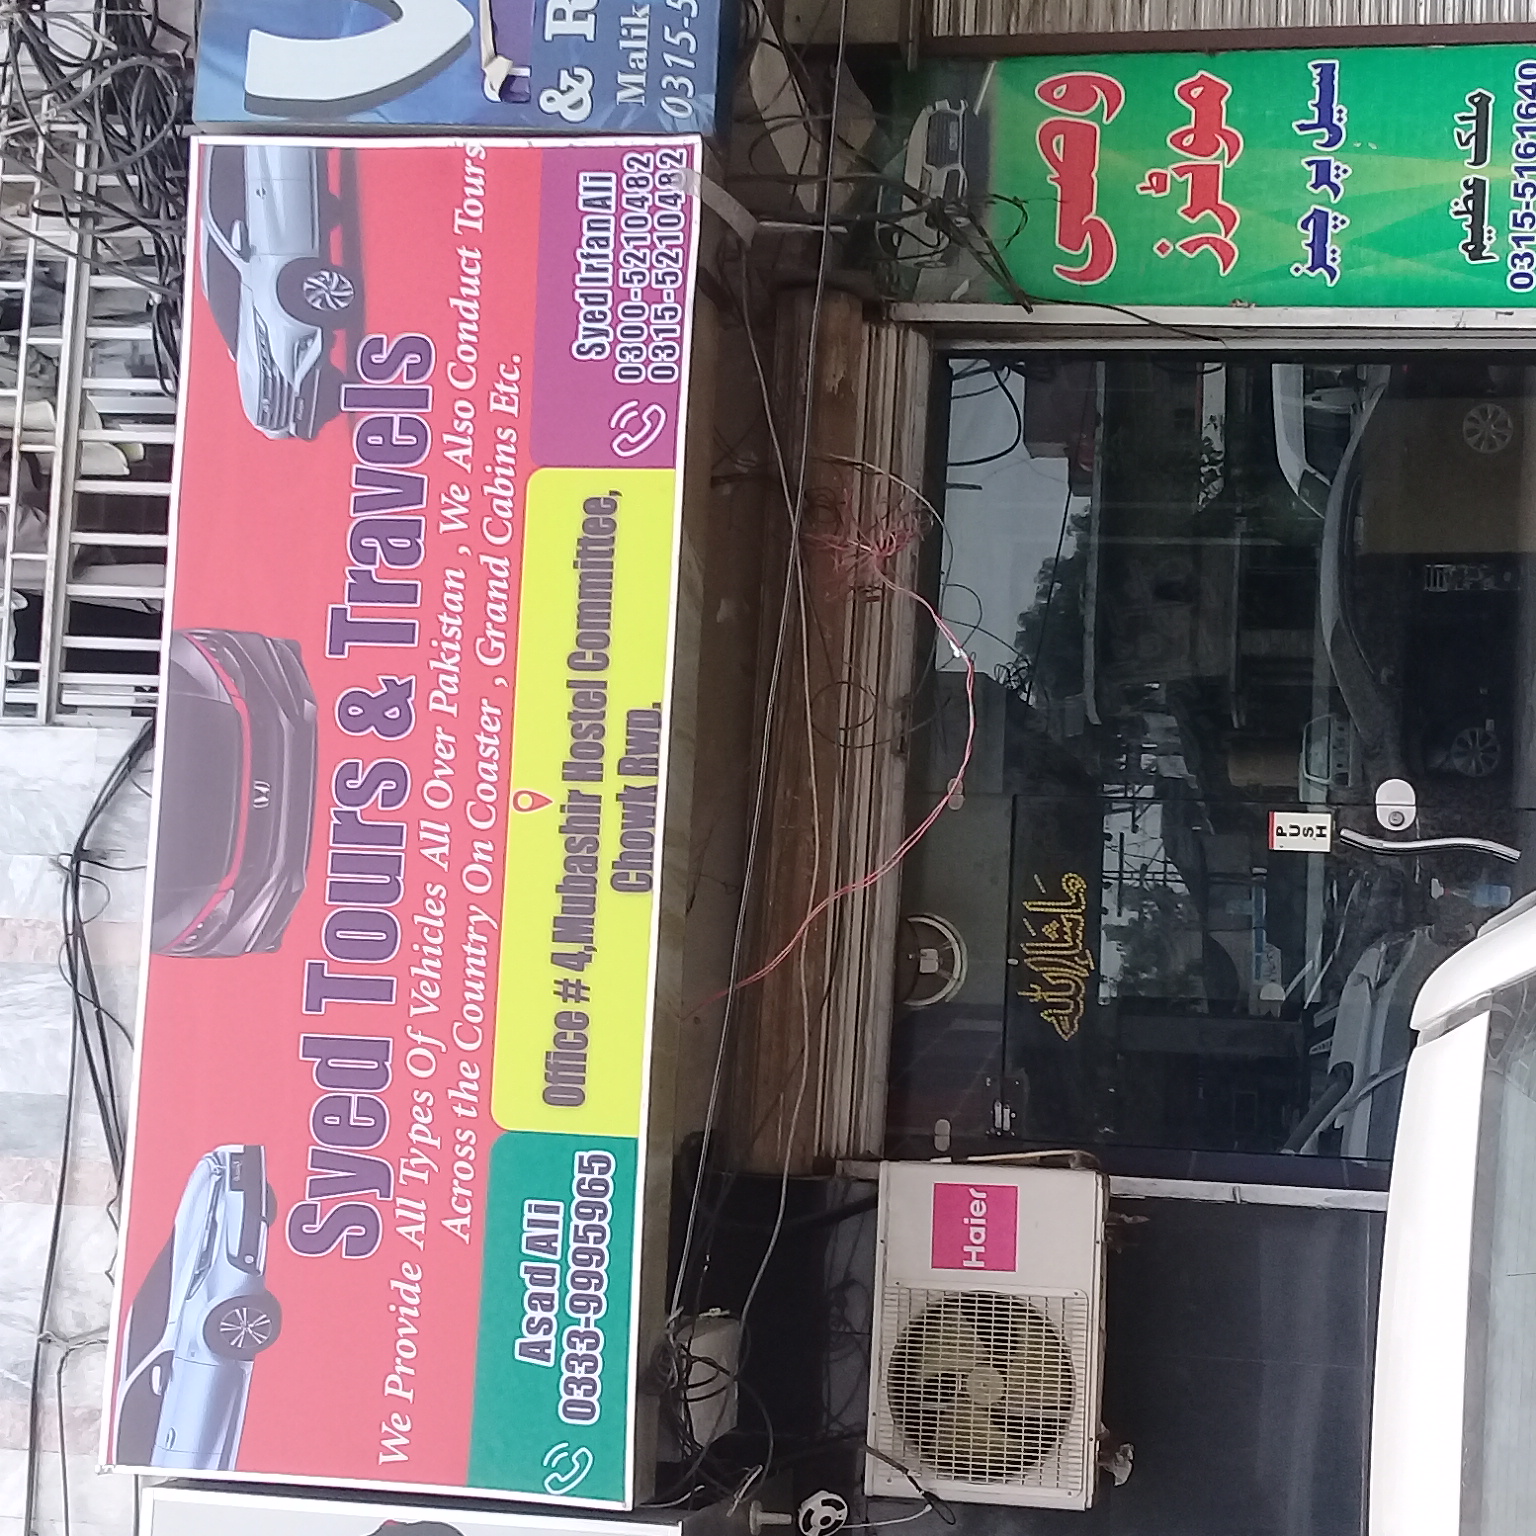 Syed Tours & Travels
We Provide All Types Of Vehicles All Over Pakistan , We Also Conduct Tours
Across the Country On Coaster , Grand Cabins Etc.
Asad Ali
0333-9995965
Office # 4,Mubashir Hostel Committee,
Chowk Rwp.
Syed Irfan Ali
0300-5210482
0315-5210482
& R
Malik
0315-5
وصی
موٹرز
سیل پرچیز
ملک عظیم
0315-5161640
ماشاءاللہ
PUSH
Haier